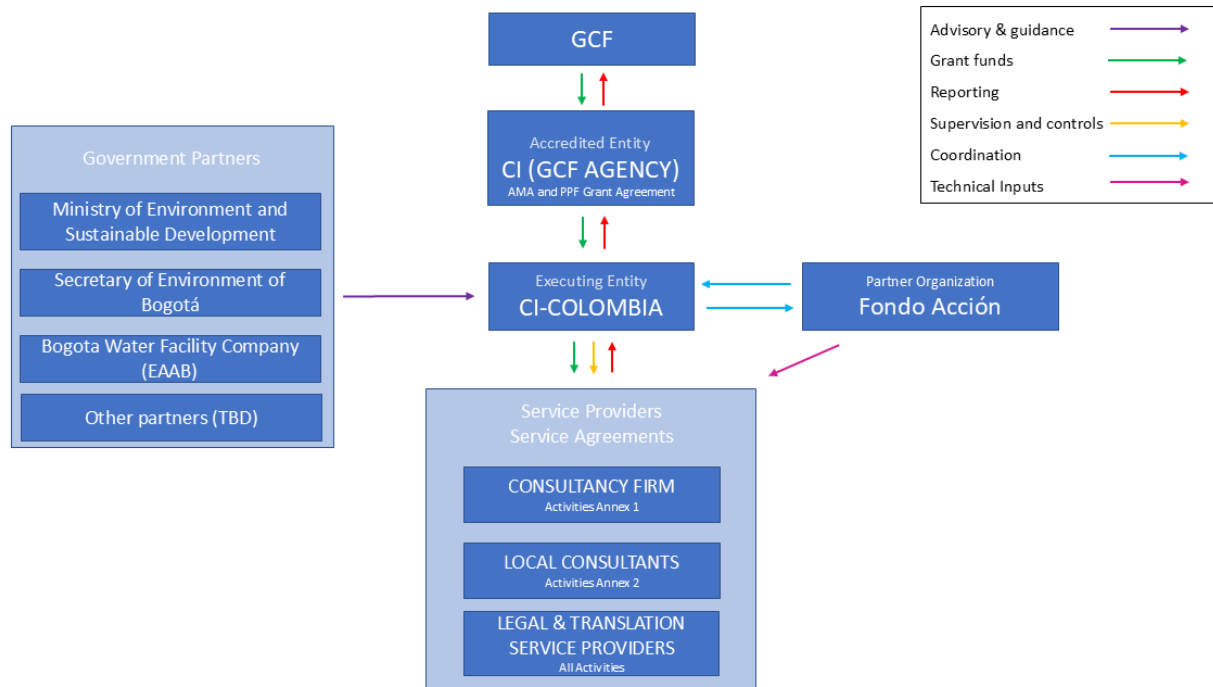 GCF
Advisory & guidance
Grant funds
Reporting
Supervision and controls
Coordination
Technical Inputs
Accredited Entity
CI (GCF AGENCY)
AMA and PPF Grant Agreement
Government Partners
Ministry of Environment and
Sustainable Development
Secretary of Environment of
Bogotá
Bogota Water Facility Company
(EAAB)
Other partners (TBD)
Executing Entity
CI-COLOMBIA
Partner Organization
Fondo Acción
Service Providers
Service Agreements
CONSULTANCY FIRM
Activities Annex 1
LOCAL CONSULTANTS
Activities Annex 2
LEGAL & TRANSLATION
SERVICE PROVIDERS
All Activities